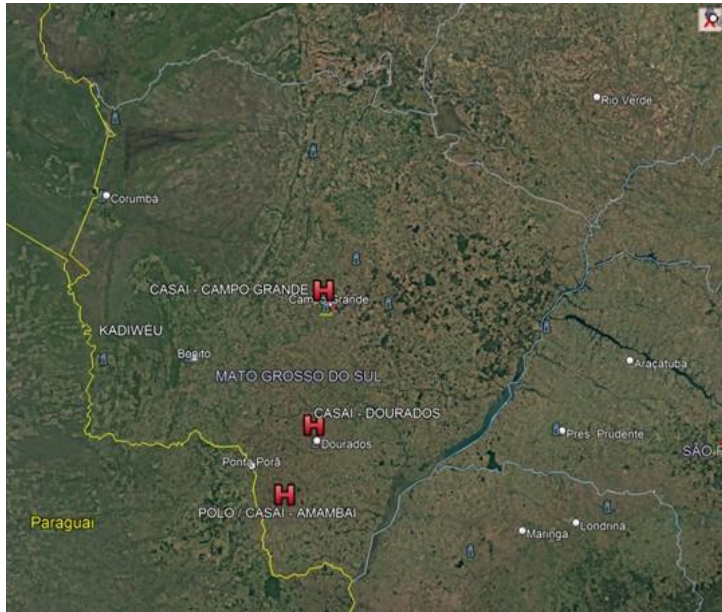 Rio Verde
Corumbá
CASAI - CAMPO GRANDE
Campo Grande
KADIWÉU
Bonito
Araçatuba
MATO GROSSO DO SUL
CASAI - DOURADOS
Dourados
Pres. Prudente
SÃO
Ponta Porã
POLO / CASAI - AMAMBAI
Paraguai
Londrina
Maringá